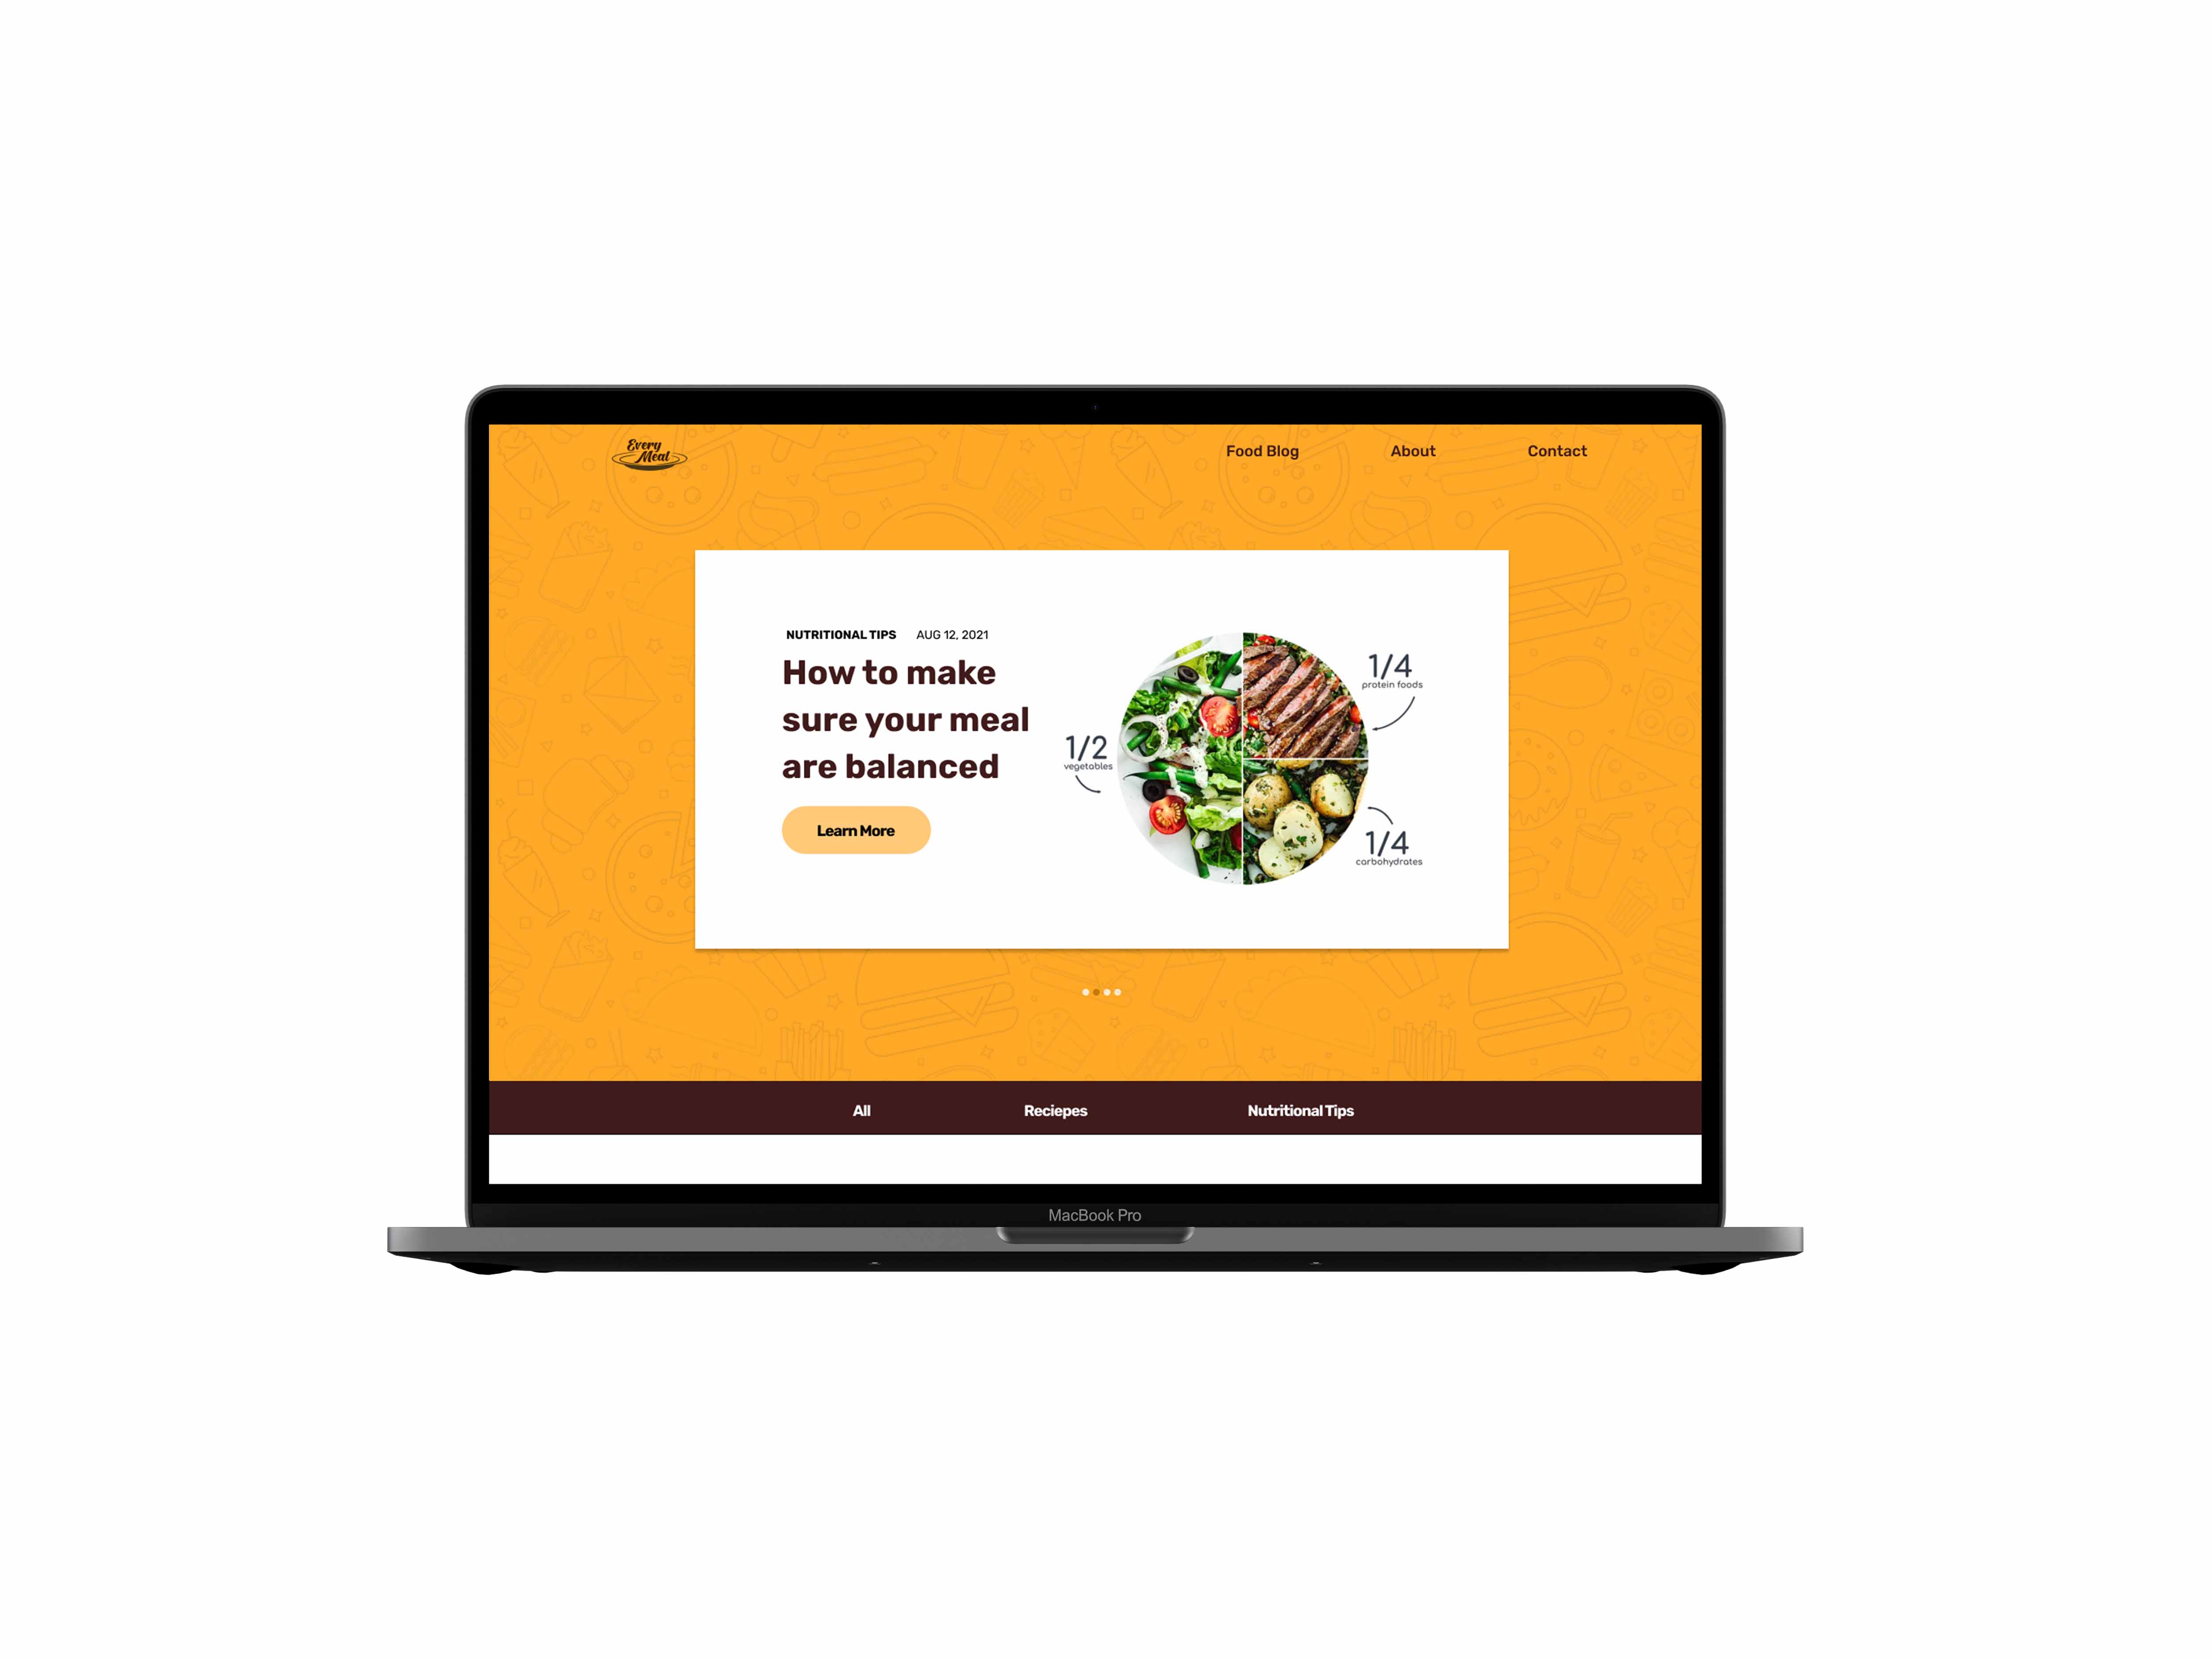 Every
Meal
Food Blog
About
Contact
NUTRITIONAL TIPS
AUG 12, 2021
How to make
sure your meal
are balanced
Learn More
1/2
vegetables
1/4
protein foods
1/4
carbohydrates
All
Reciepes
Nutritional Tips
MacBook Pro